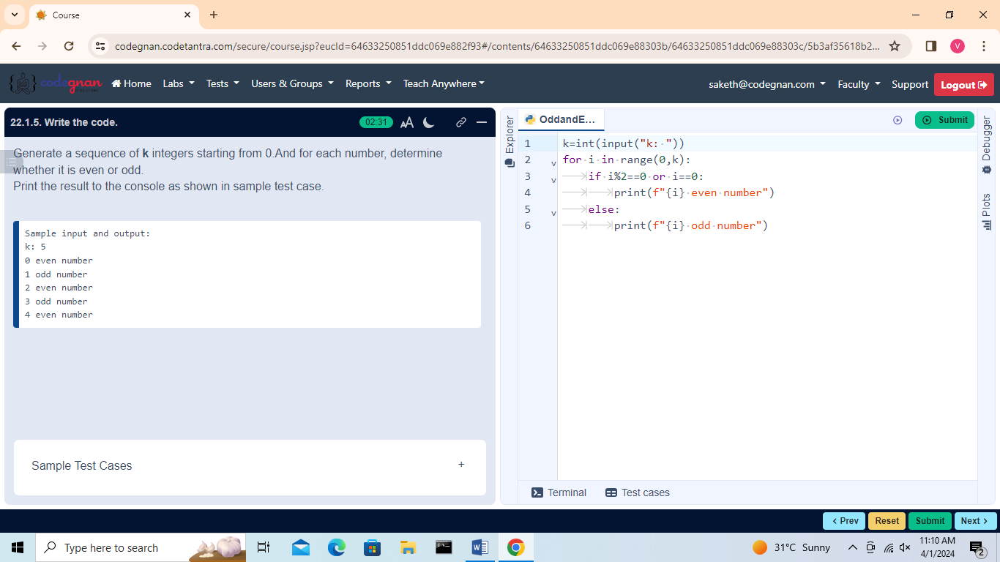 Course
codegnan.codetantra.com/secure/course.jsp?eucId=64633250851ddc069e882f93#/contents/64633250851ddc069e88303b/64633250851ddc069e88303c/5b3af35618b2...
V
codegnan
Home
Labs
Tests
Users & Groups
Reports
Teach Anywhere
saketh@codegnan.com
Faculty
Support
Logout
22.1.5. Write the code.
02:31
AA
Generate a sequence of k integers starting from 0.And for each number, determine
whether it is even or odd.
Print the result to the console as shown in sample test case.
Sample input and output:
k: 5
0 even number
1 odd number
2 even number
3 odd number
4 even number
Sample Test Cases
+
Explorer
OddandE...
Submit
1 k=int(input("k: "))
2 for i in range(0,k):
3 if i%2==0 or i==0:
4 print(f"{i} even number")
5 else:
6 print(f"{i} odd number")
Debugger
Plots
Terminal
Test cases
< Prev
Reset
Submit
Next >
Type here to search
31°C Sunny
11:10 AM
4/1/2024
2